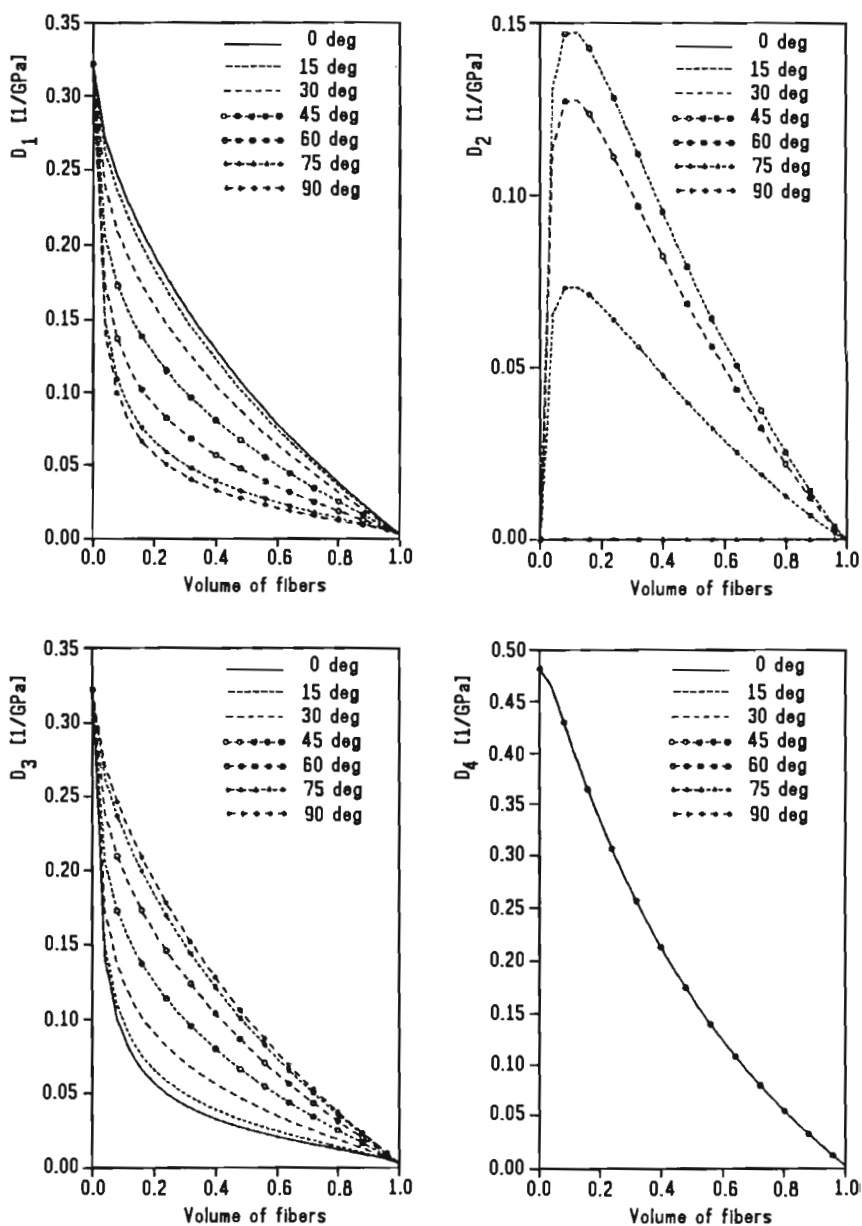 D1 [1/GPa]
0.35
0.30
0.25
0.20
0.15
0.10
0.05
0.00
0 deg
15 deg
30 deg
45 deg
60 deg
75 deg
90 deg
0.0 0.2 0.4 0.6 0.8 1.0
Volume of fibers
D2 [1/GPa]
0.15
0.10
0.05
0.00
0 deg
15 deg
30 deg
45 deg
60 deg
75 deg
90 deg
0.0 0.2 0.4 0.6 0.8 1.0
Volume of fibers
D3 [1/GPa]
0.35
0.30
0.25
0.20
0.15
0.10
0.05
0.00
0 deg
15 deg
30 deg
45 deg
60 deg
75 deg
90 deg
0.0 0.2 0.4 0.6 0.8 1.0
Volume of fibers
D4 [1/GPa]
0.50
0.45
0.40
0.35
0.30
0.25
0.20
0.15
0.10
0.05
0.00
0 deg
15 deg
30 deg
45 deg
60 deg
75 deg
90 deg
0.0 0.2 0.4 0.6 0.8 1.0
Volume of fibers